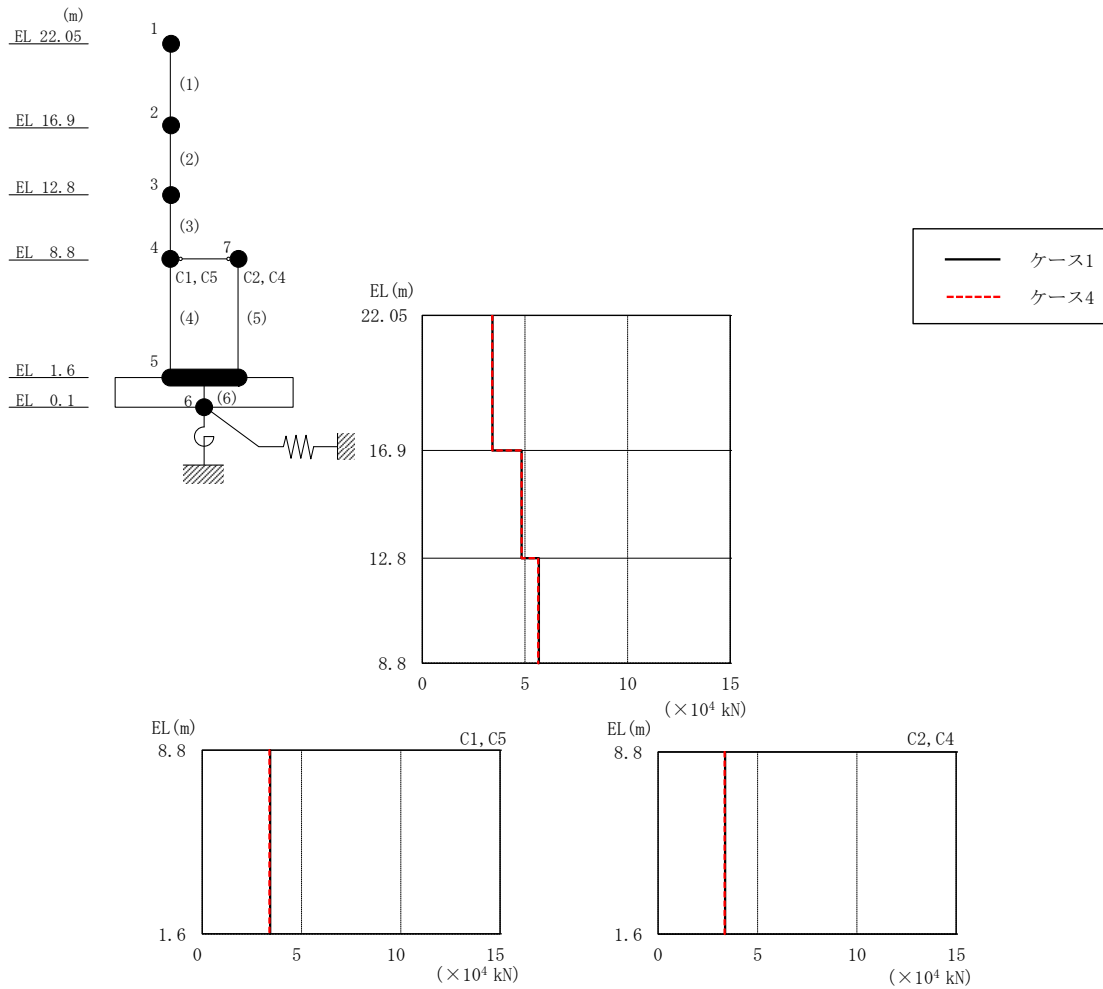 (m)
EL 22.05
1
(1)
EL 16.9
2
(2)
EL 12.8
3
(3)
EL 8.8
4
7
C1,C5
C2,C4
(4)
(5)
EL 1.6
5
EL 0.1
6
(6)
ケース1
ケース4
EL(m)
22.05
16.9
12.8
8.8
0 5 10 15
(×10⁴ kN)
EL(m)
C1,C5
8.8
1.6
0 5 10 15
(×10⁴ kN)
EL(m)
C2,C4
8.8
1.6
0 5 10 15
(×10⁴ kN)